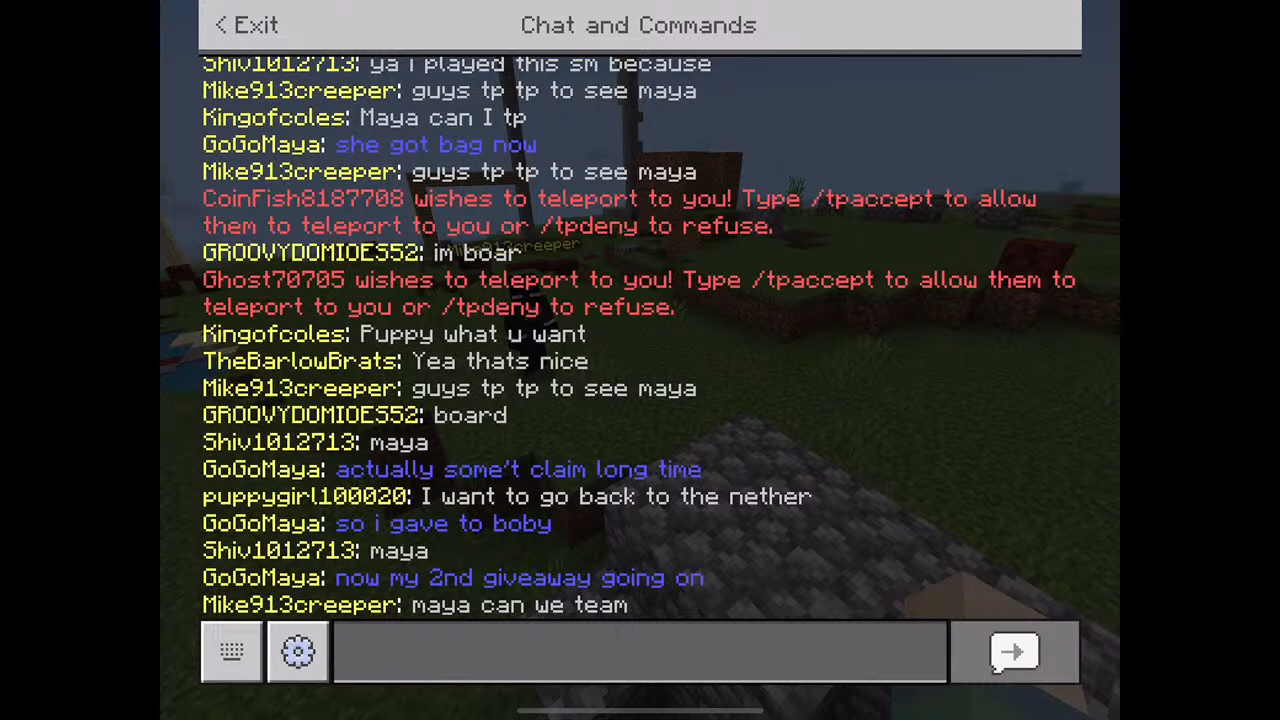 Exit
Chat and Commands
Shiv1012713: ya i played this sm because
Mike913creeper: guys tp tp to see maya
Kingofcoles: Maya can I tp
GoGoMaya: she got bag now
Mike913creeper: guys tp tp to see maya
CoinFish8187708 wishes to teleport to you! Type /tpaccept to allow
them to teleport to you or /tpdeny to refuse.
Mike913creeper
GROOVYDOMIOES52: im boar
Ghost70705 wishes to teleport to you! Type /tpaccept to allow them to
teleport to you or /tpdeny to refuse.
Kingofcoles: Puppy what u want
TheBarlowBrats: Yea thats nice
Mike913creeper: guys tp tp to see maya
GROOVYDOMIOES52: board
Shiv1012713: maya
GoGoMaya: actually some't claim long time
puppygirl100020: I want to go back to the nether
GoGoMaya: so i gave to boby
Shiv1012713: maya
GoGoMaya: now my 2nd giveaway going on
Mike913creeper: maya can we team